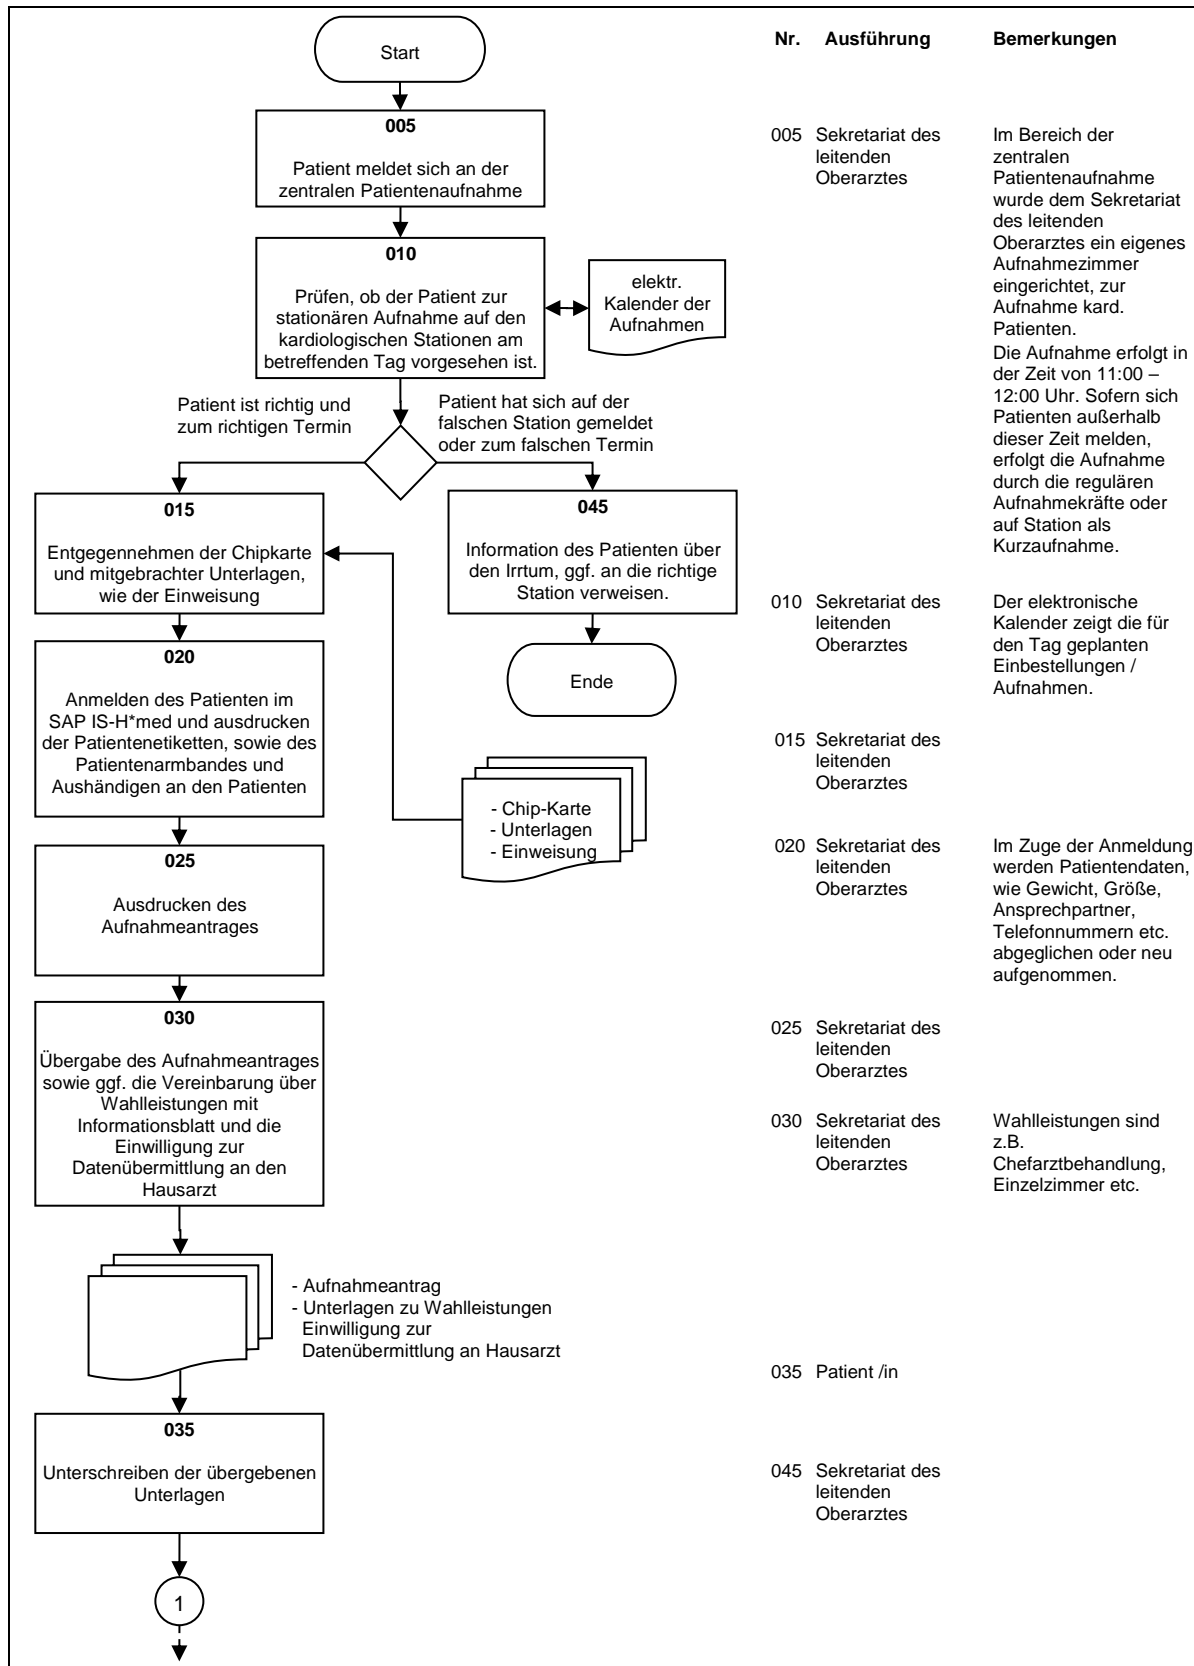 Start
005
Patient meldet sich an der
zentralen Patientenaufnahme
010
Prüfen, ob der Patient zur
stationären Aufnahme auf den
kardiologischen Stationen am
betreffenden Tag vorgesehen ist.
elektr.
Kalender der
Aufnahmen
Patient ist richtig und
zum richtigen Termin
Patient hat sich auf der
falschen Station gemeldet
oder zum falschen Termin
015
Entgegennehmen der Chipkarte
und mitgebrachter Unterlagen,
wie der Einweisung
045
Information des Patienten über
den Irrtum, ggf. an die richtige
Station verweisen.
Ende
020
Anmelden des Patienten im
SAP IS-H*med und ausdrucken
der Patientenetiketten, sowie des
Patientenarmbandes und
Aushändigen an den Patienten
- Chip-Karte
- Unterlagen
- Einweisung
025
Ausdrucken des
Aufnahmeantrages
030
Übergabe des Aufnahmeantrages
sowie ggf. die Vereinbarung über
Wahlleistungen mit
Informationsblatt und die
Einwilligung zur
Datenübermittlung an den
Hausarzt
- Aufnahmeantrag
- Unterlagen zu Wahlleistungen
Einwilligung zur
Datenübermittlung an Hausarzt
035
Unterschreiben der übergebenen
Unterlagen
1
Nr. Ausführung Bemerkungen
005 Sekretariat des Im Bereich der
leitenden zentralen
Oberarztes Patientenaufnahme
wurde dem Sekretariat
des leitenden
Oberarztes ein eigenes
Aufnahmezimmer
eingerichtet, zur
Aufnahme kard.
Patienten.
Die Aufnahme erfolgt in
der Zeit von 11:00 –
12:00 Uhr. Sofern sich
Patienten außerhalb
dieser Zeit melden,
erfolgt die Aufnahme
durch die regulären
Aufnahmekräfte oder
auf Station als
Kurzaufnahme.
010 Sekretariat des Der elektronische
leitenden Kalender zeigt die für
Oberarztes den Tag geplanten
Einbestellungen /
Aufnahmen.
015 Sekretariat des
leitenden
Oberarztes
020 Sekretariat des Im Zuge der Anmeldung
leitenden werden Patientendaten,
Oberarztes wie Gewicht, Größe,
Ansprechpartner,
Telefonnummern etc.
abgeglichen oder neu
aufgenommen.
025 Sekretariat des
leitenden
Oberarztes
030 Sekretariat des Wahlleistungen sind
leitenden z.B.
Oberarztes Chefarztbehandlung,
Einzelzimmer etc.
035 Patient /in
045 Sekretariat des
leitenden
Oberarztes